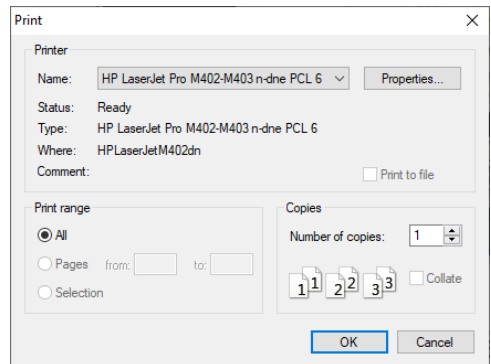 Print
Printer
Name: HP LaserJet Pro M402-M403 n-dne PCL 6 Properties...
Status: Ready
Type: HP LaserJet Pro M402-M403 n-dne PCL 6
Where: HPLaserJetM402dn
Comment: Print to file
Print range
All
Pages from: to:
Selection
Copies
Number of copies: 1
1 1 2 2 3 3 Collate
OK Cancel